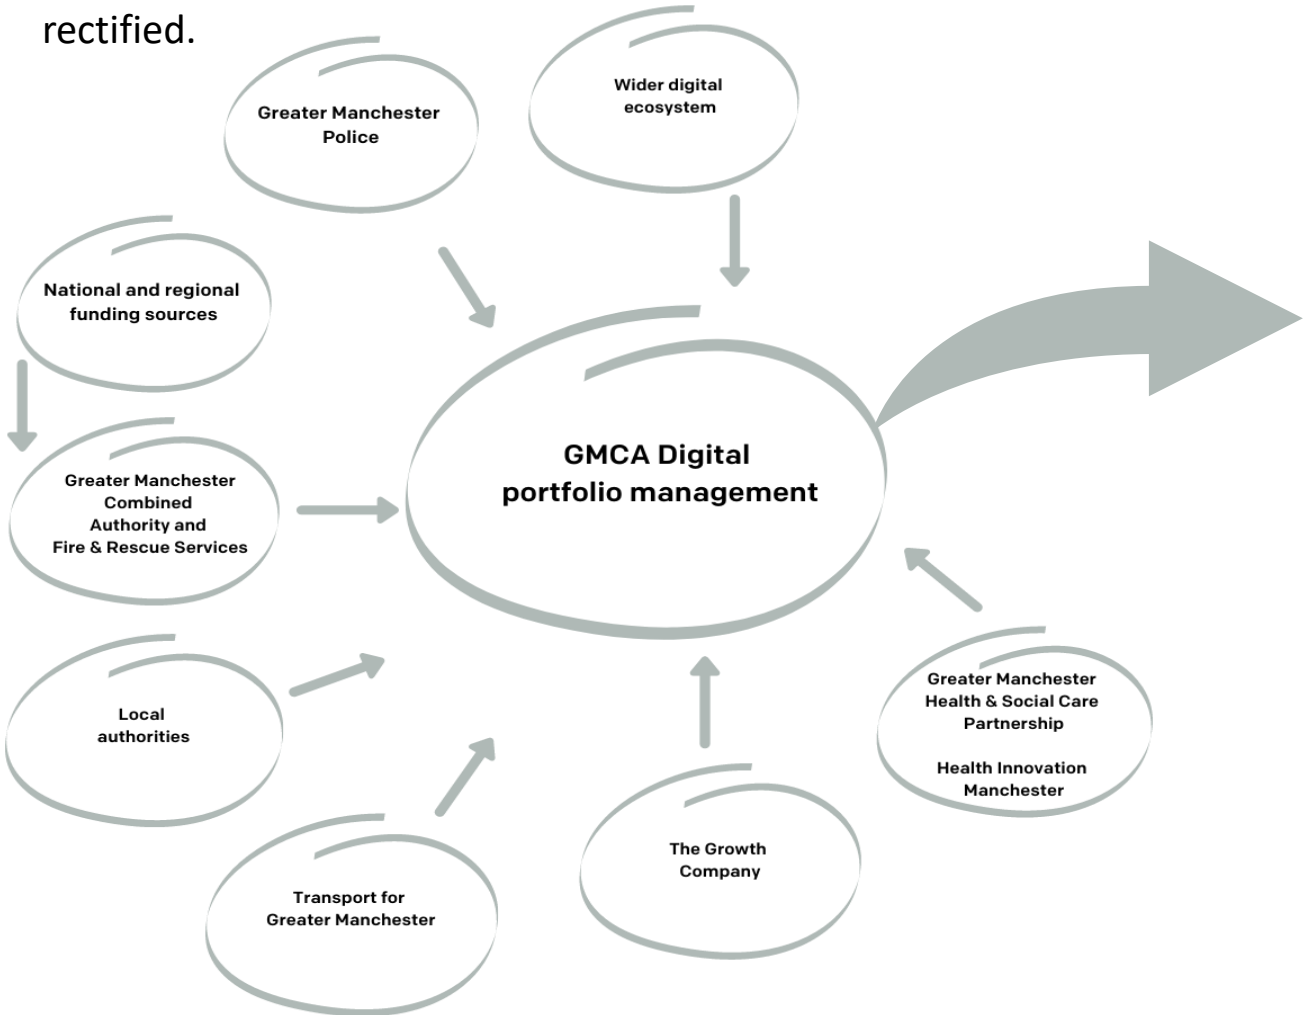 rectified.
Greater Manchester
Police
Wider digital
ecosystem
National and regional
funding sources
GMCA Digital
portfolio management
Greater Manchester
Combined
Authority and
Fire & Rescue Services
Local
authorities
Greater Manchester
Health & Social Care
Partnership
Health Innovation
Manchester
The Growth
Company
Transport for
Greater Manchester